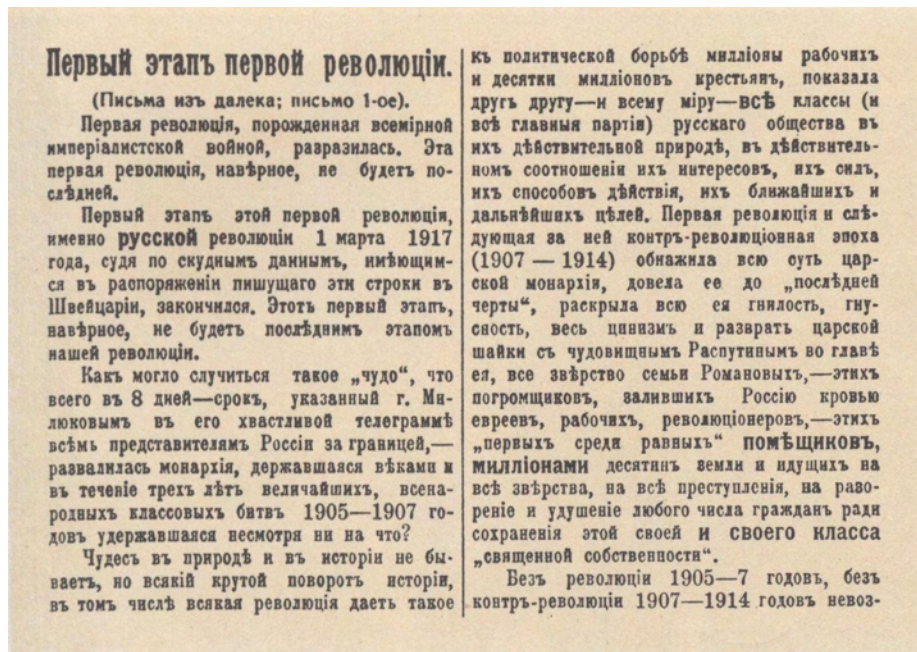 Первый этапъ первой революціи.
(Письма изъ далека; письмо 1-ое).
Первая революція, порожденная всемірной
имперіалистской войной, разразилась. Эта
первая революція, навѣрное, не будетъ по-
слѣдней.
Первый этапъ этой первой революціи,
именно русской революціи 1 марта 1917
года, судя по скуднымъ даннымъ, имѣющим-
ся въ распоряженіи пишущаго эти строки въ
Швейцаріи, закончился. Этотъ первый этапъ,
навѣрное, не будетъ послѣднимъ этапомъ
нашей революціи.
Какъ могло случиться такое „чудо“, что
всего въ 8 дней—срокъ, указанный г. Ми-
люковымъ въ его хвастливой телеграммѣ
всѣмъ представителямъ Россіи за границей,—
развалилась монархія, державшаяся вѣками и
въ теченіе трехъ лѣтъ величайшихъ, всена-
родныхъ классовыхъ битвъ 1905—1907 го-
довъ удержавшаяся несмотря ни на что?
Чудесъ въ природѣ и въ исторіи не бы-
ваетъ, но всякій крутой поворотъ исторіи,
въ томъ числѣ всякая революція даетъ такое
къ политической борьбѣ милліоны рабочихъ
и десятки милліоновъ крестьянъ, показала
другъ другу—и всему міру—ВСѢ классы (и
всѣ главныя партіи) русскаго общества въ
ихъ дѣйствительной природѣ, въ дѣйствитель-
номъ соотношеніи ихъ интересовъ, ихъ силъ,
ихъ способовъ дѣйствія, ихъ ближайшихъ и
дальнѣйшихъ цѣлей. Первая революція и слѣ-
дующая за ней контръ-революціонная эпоха
(1907 — 1914) обнажила всю суть цар-
ской монархіи, довела ее до „послѣдней
черты“, раскрыла всю ея гнилость, гну-
сность, весь цинизмъ и развратъ царской
шайки съ чудовищнымъ Распутинымъ во главѣ
ея, все звѣрство семьи Романовыхъ,—этихъ
погромщиковъ, залившихъ Россію кровью
евреевъ, рабочихъ, революціонеровъ,—этихъ
„первыхъ среди равныхъ“ помѣщиковъ,
милліонами десятинъ земли и идущихъ на
всѣ звѣрства, на всѣ преступленія, на разо-
реніе и удушеніе любого числа гражданъ ради
сохраненія этой своей и своего класса
„священной собственности“.
Безъ революціи 1905—7 годовъ, безъ
контръ-революціи 1907—1914 годовъ невоз-